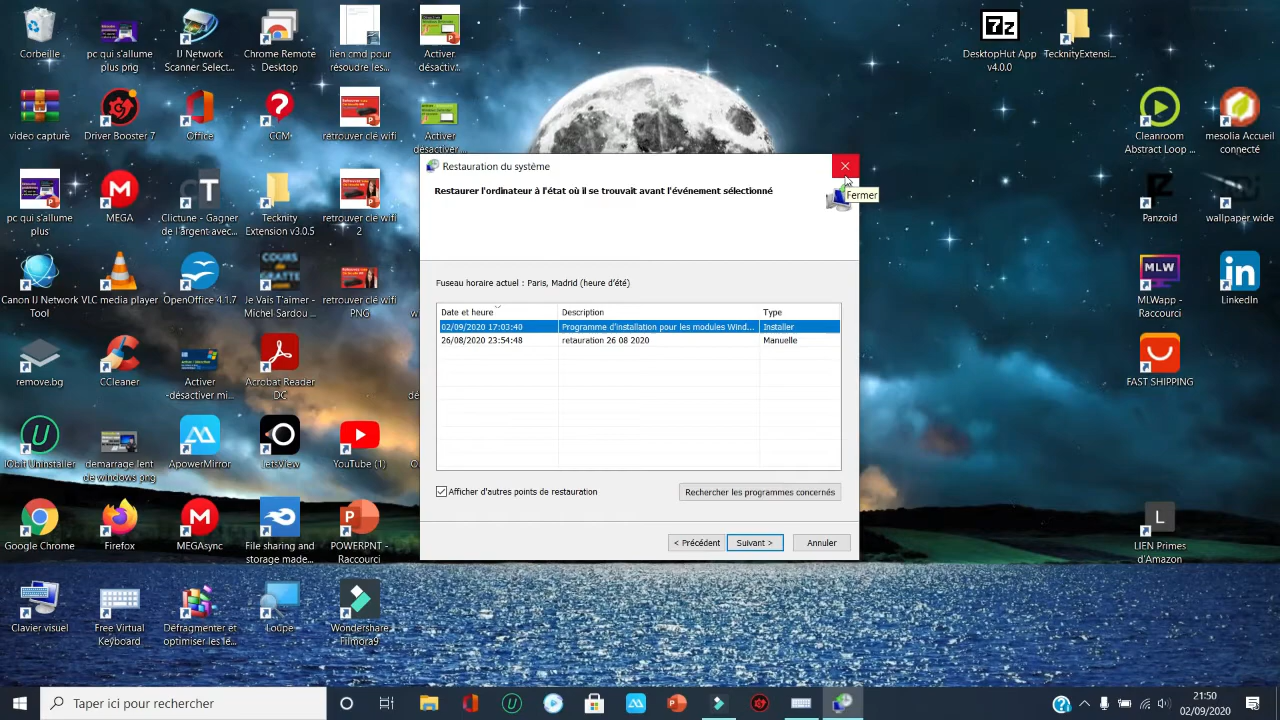 Corbeille
pc qui s'allume
plus.png
IJ Network
Scanner Select...
Chrome Remote
Desktop
lien cmd pour
résoudre les...
Activer
désactiv...
7z
DesktopHut App
v4.0.0
TecknityExtensi...
video capture
Driver Booster 7
Office
CCM
retrouver clé wifi
Activer
désactiver...
Cleanroom
Abstract Loop ...
mesolia Accueil
connecté
pc qui s'allume
plus
MEGA
Clictune - Gagner
de l'argent avec...
Tecknity
Extension v3.0.5
retrouver clé wifi
2
Panzoid
wallpaper wide
Canon IJ Network
Tool
VLC media player
OpenOffice 4.1.7
Je Vais T'aimer -
Michel Sardou ...
retrouver clé wifi
PNG
MLW
MLWapp -
Raccourci
LinkedIn
remove.bg
CCleaner
Activer
-désactiver mi...
Acrobat Reader
DC
FAST SHIPPING
IObit Uninstaller
demarrage lent
de windows png
ApowerMirror
letsView
YouTube (1)
Google Chrome
Firefox
MEGAsync
File sharing and
storage made...
POWERPNT -
Raccourci
L
LIEN Primes
d'Amazon
Clavier visuel
Free Virtual
Keyboard
Défragmenter et
optimiser les le...
Loupe
Wondershare
Filmora9
Restauration du système
Fermer
Restaurer l'ordinateur à l'état où il se trouvait avant l'événement sélectionné
Fuseau horaire actuel : Paris, Madrid (heure d'été)
Date et heure Description Type
02/09/2020 17:03:40 Programme d'installation pour les modules Wind... Installer
26/08/2020 23:54:48 retauration 26 08 2020 Manuelle
Afficher d'autres points de restauration
Rechercher les programmes concernés
< Précédent
Suivant >
Annuler
Taper ici pour rechercher
21:50
02/09/2020